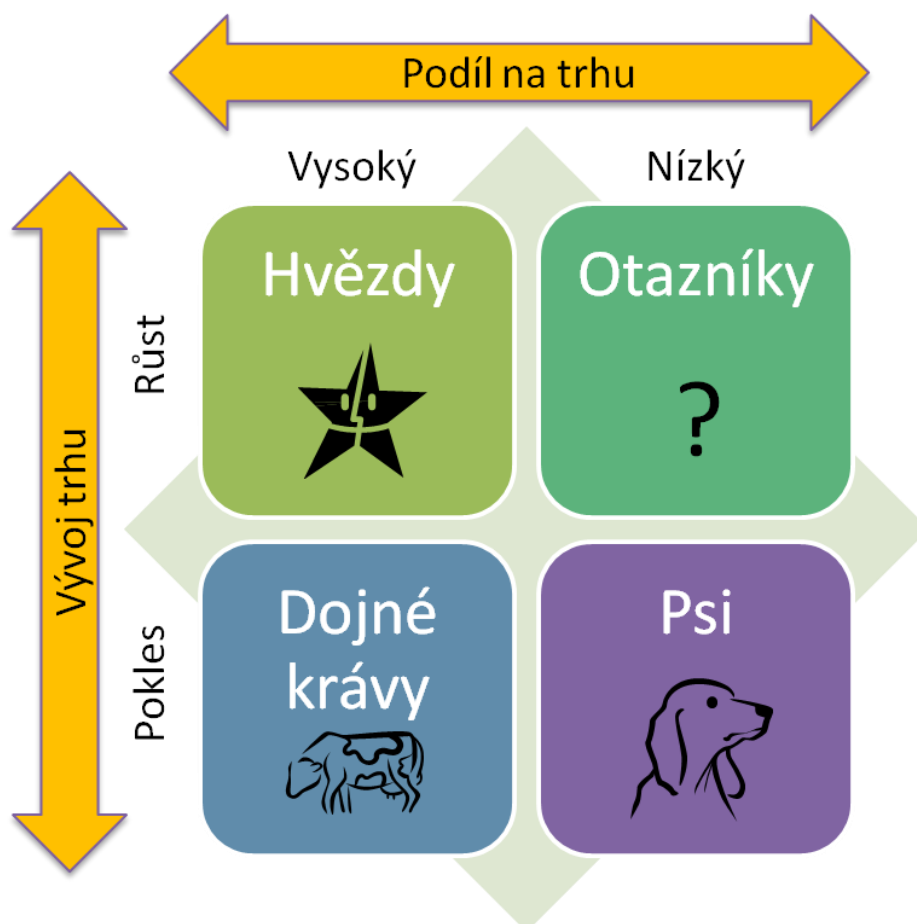 Podíl na trhu
Vysoký
Nízký
Vývoj trhu
Růst
Hvězdy
Otazníky
?
Pokles
Dojné
krávy
Psi